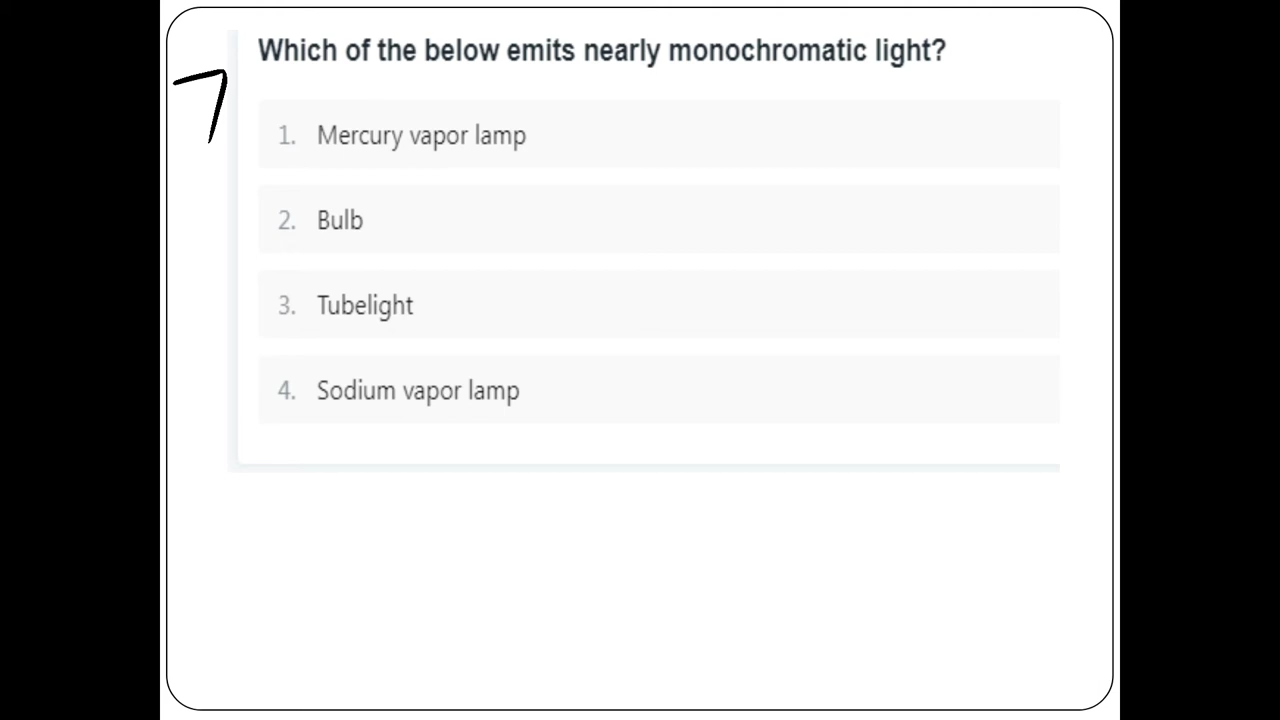 Which of the below emits nearly monochromatic light?
7
1. Mercury vapor lamp
2. Bulb
3. Tubelight
4. Sodium vapor lamp